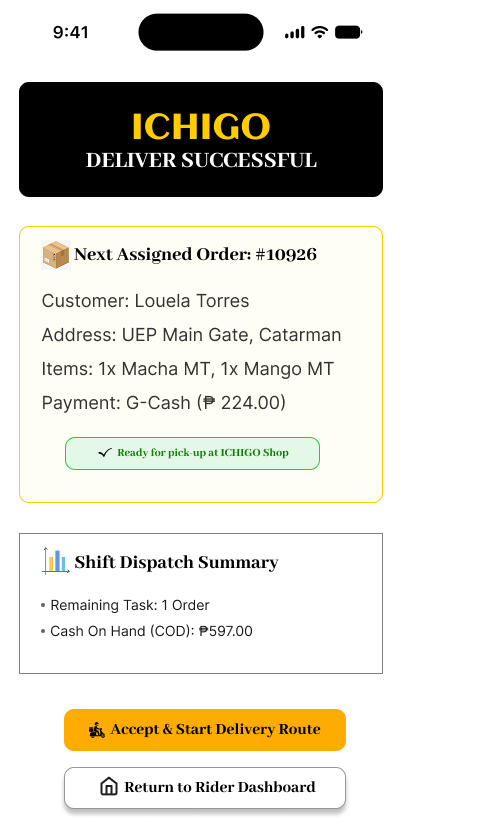 9:41
ICHIGO
DELIVER SUCCESSFUL
Next Assigned Order: #10926
Customer: Louela Torres
Address: UEP Main Gate, Catarman
Items: 1x Macha MT, 1x Mango MT
Payment: G-Cash (₱ 224.00)
✓ Ready for pick-up at ICHIGO Shop
Shift Dispatch Summary
• Remaining Task: 1 Order
• Cash On Hand (COD): ₱597.00
Accept & Start Delivery Route
Return to Rider Dashboard